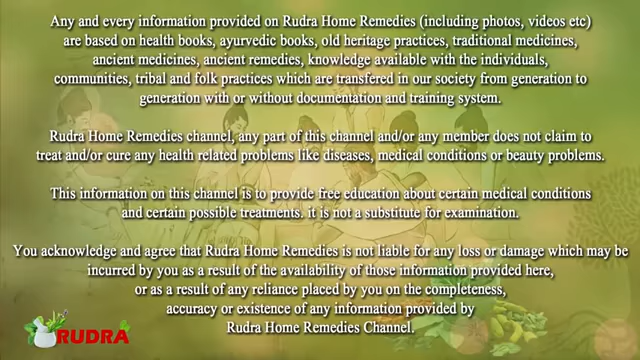 Any and every information provided on Rudra Home Remedies (including photos, videos etc)
are based on health books, ayurvedic books, old heritage practices, traditional medicines,
ancient medicines, ancient remedies, knowledge available with the individuals,
communities, tribal and folk practices which are transfered in our society from generation to
generation with or without documentation and training system.
Rudra Home Remedies channel, any part of this channel and/or any member does not claim to
treat and/or cure any health related problems like diseases, medical conditions or beauty problems.
This information on this channel is to provide free education about certain medical conditions
and certain possible treatments. it is not a substitute for examination.
You acknowledge and agree that Rudra Home Remedies is not liable for any loss or damage which may be
incurred by you as a result of the availability of those information provided here,
or as a result of any reliance placed by you on the completeness,
accuracy or existence of any information provided by
Rudra Home Remedies Channel.
RUDRA